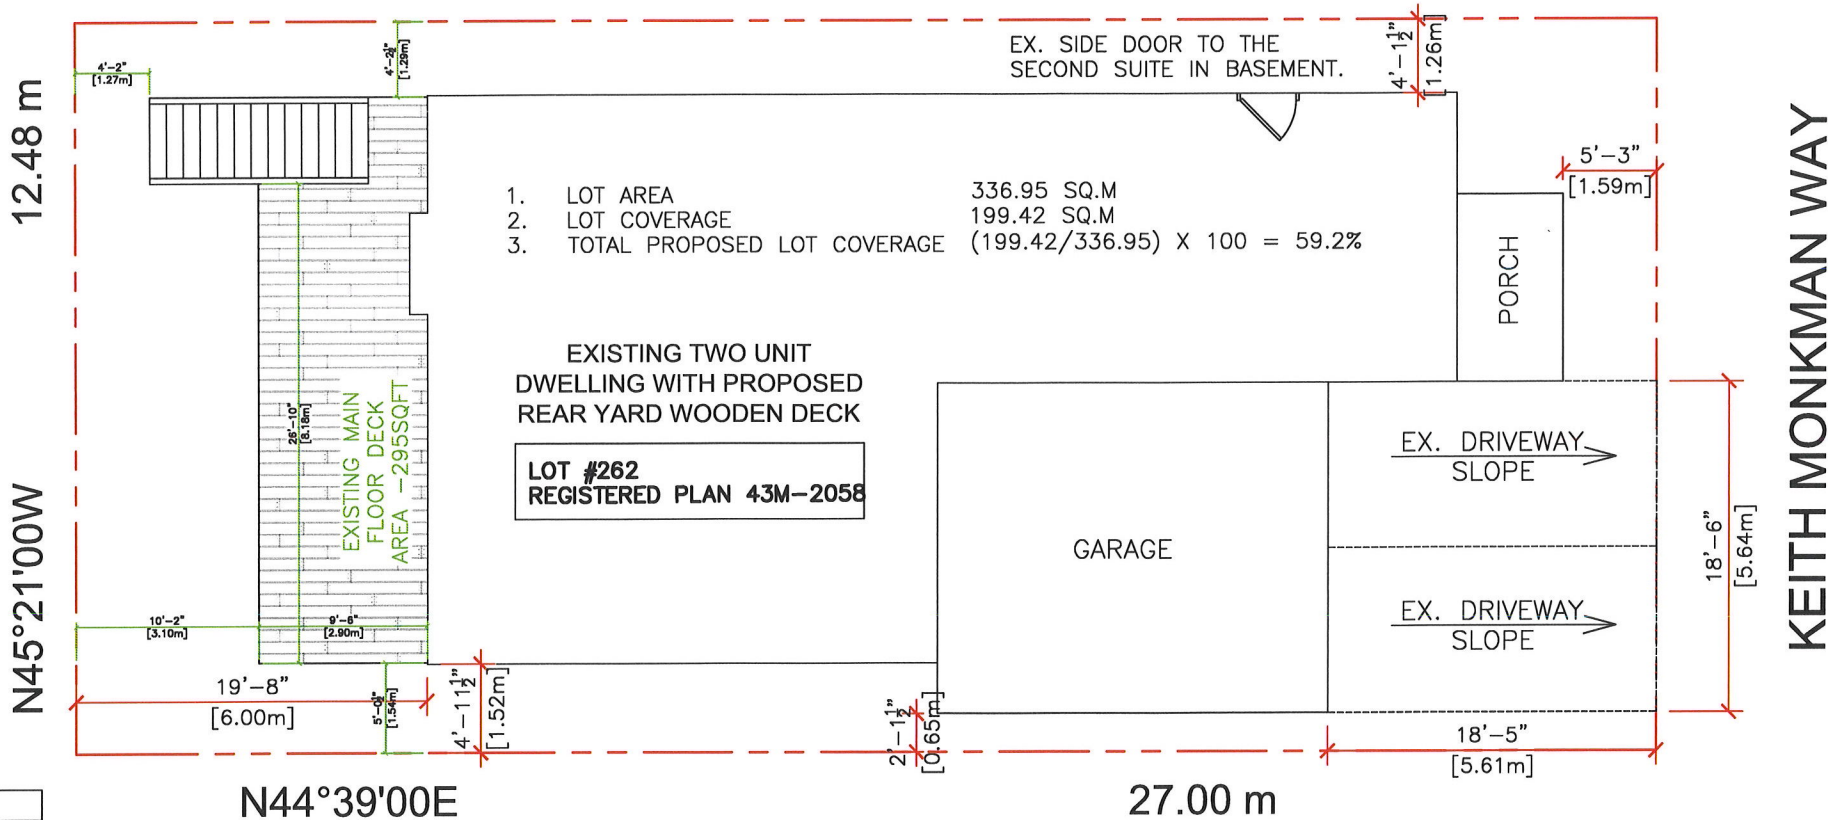 4'-2"
[1.27m]
4'-2½"
[1.29m]
EX. SIDE DOOR TO THE
SECOND SUITE IN BASEMENT.
4'-1½"
[1.26m]
12.48 m
N45°21'00W
5'-3"
[1.59m]
1. LOT AREA 336.95 SQ.M
2. LOT COVERAGE 199.42 SQ.M
3. TOTAL PROPOSED LOT COVERAGE (199.42/336.95) X 100 = 59.2%
PORCH
KEITH MONKMAN WAY
EXISTING TWO UNIT
DWELLING WITH PROPOSED
REAR YARD WOODEN DECK
LOT #262
REGISTERED PLAN 43M-2058
26'-10"
[8.18m]
EXISTING MAIN
FLOOR DECK
AREA -295SQFT
GARAGE
EX. DRIVEWAY
SLOPE
EX. DRIVEWAY
SLOPE
18'-6"
[5.64m]
10'-2"
[3.10m]
9'-6"
[2.90m]
19'-8"
[6.00m]
5'-0½"
[1.54m]
4'-11½"
[1.52m]
2'-1½"
[0.65m]
18'-5"
[5.61m]
N44°39'00E
27.00 m